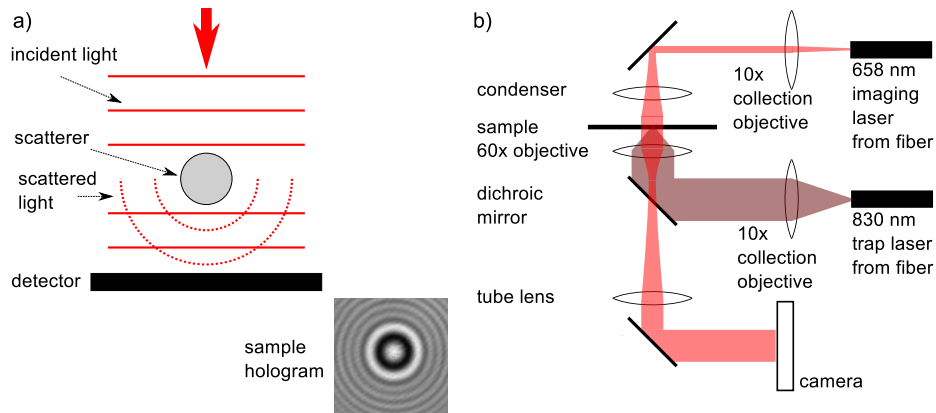 a)
incident light
scatterer
scattered
light
detector
sample
hologram
b)
condenser
sample
60x objective
dichroic
mirror
tube lens
10x
collection
objective
658 nm
imaging
laser
from fiber
10x
collection
objective
830 nm
trap laser
from fiber
camera